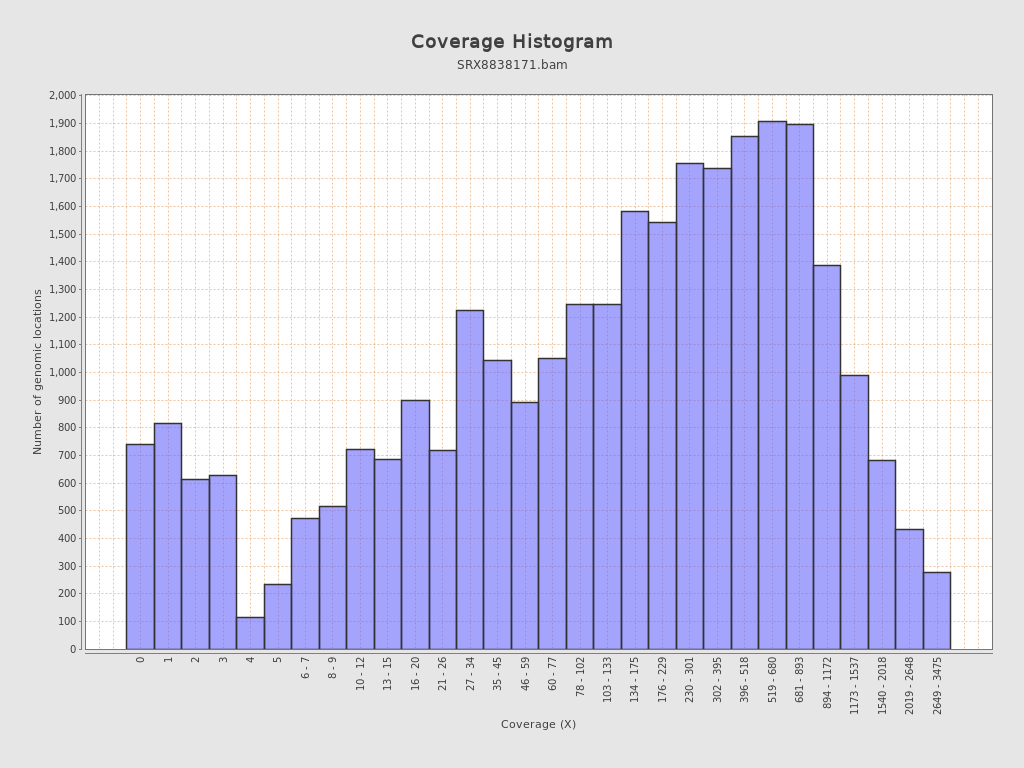 Coverage Histogram
SRX8838171.bam
Number of genomic locations
2,000
1,900
1,800
1,700
1,600
1,500
1,400
1,300
1,200
1,100
1,000
900
800
700
600
500
400
300
200
100
0
0
1
2
3
4
5
6 - 7
8 - 9
10 - 12
13 - 15
16 - 20
21 - 26
27 - 34
35 - 45
46 - 59
60 - 77
78 - 102
103 - 133
134 - 175
176 - 229
230 - 301
302 - 395
396 - 518
519 - 680
681 - 893
894 - 1172
1173 - 1537
1540 - 2018
2019 - 2648
2649 - 3475
Coverage (X)